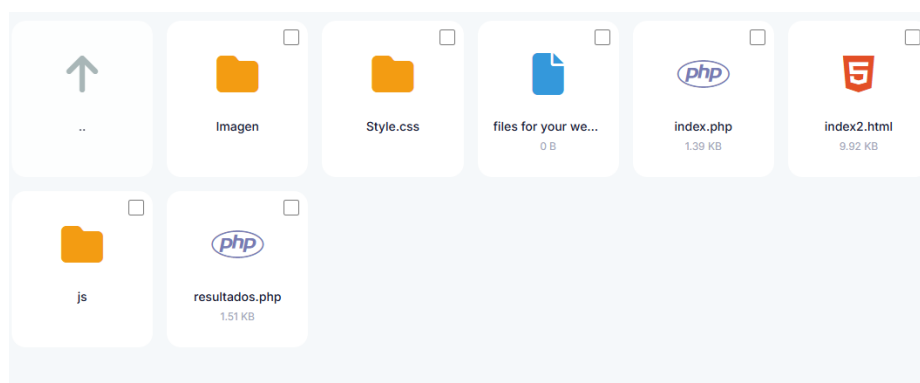 ..
Imagen
Style.css
files for your we...
0 B
php
index.php
1.39 KB
5
index2.html
9.92 KB
js
php
resultados.php
1.51 KB